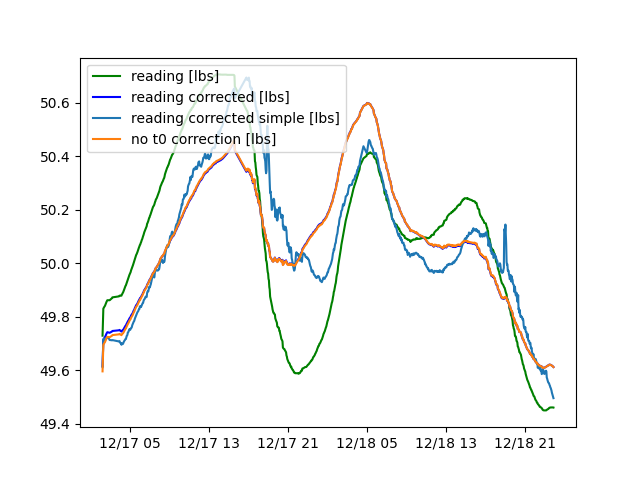 reading [lbs]
reading corrected [lbs]
reading corrected simple [lbs]
no t0 correction [lbs]
50.6
50.4
50.2
50.0
49.8
49.6
49.4
12/17 05 12/17 13 12/17 21 12/18 05 12/18 13 12/18 21